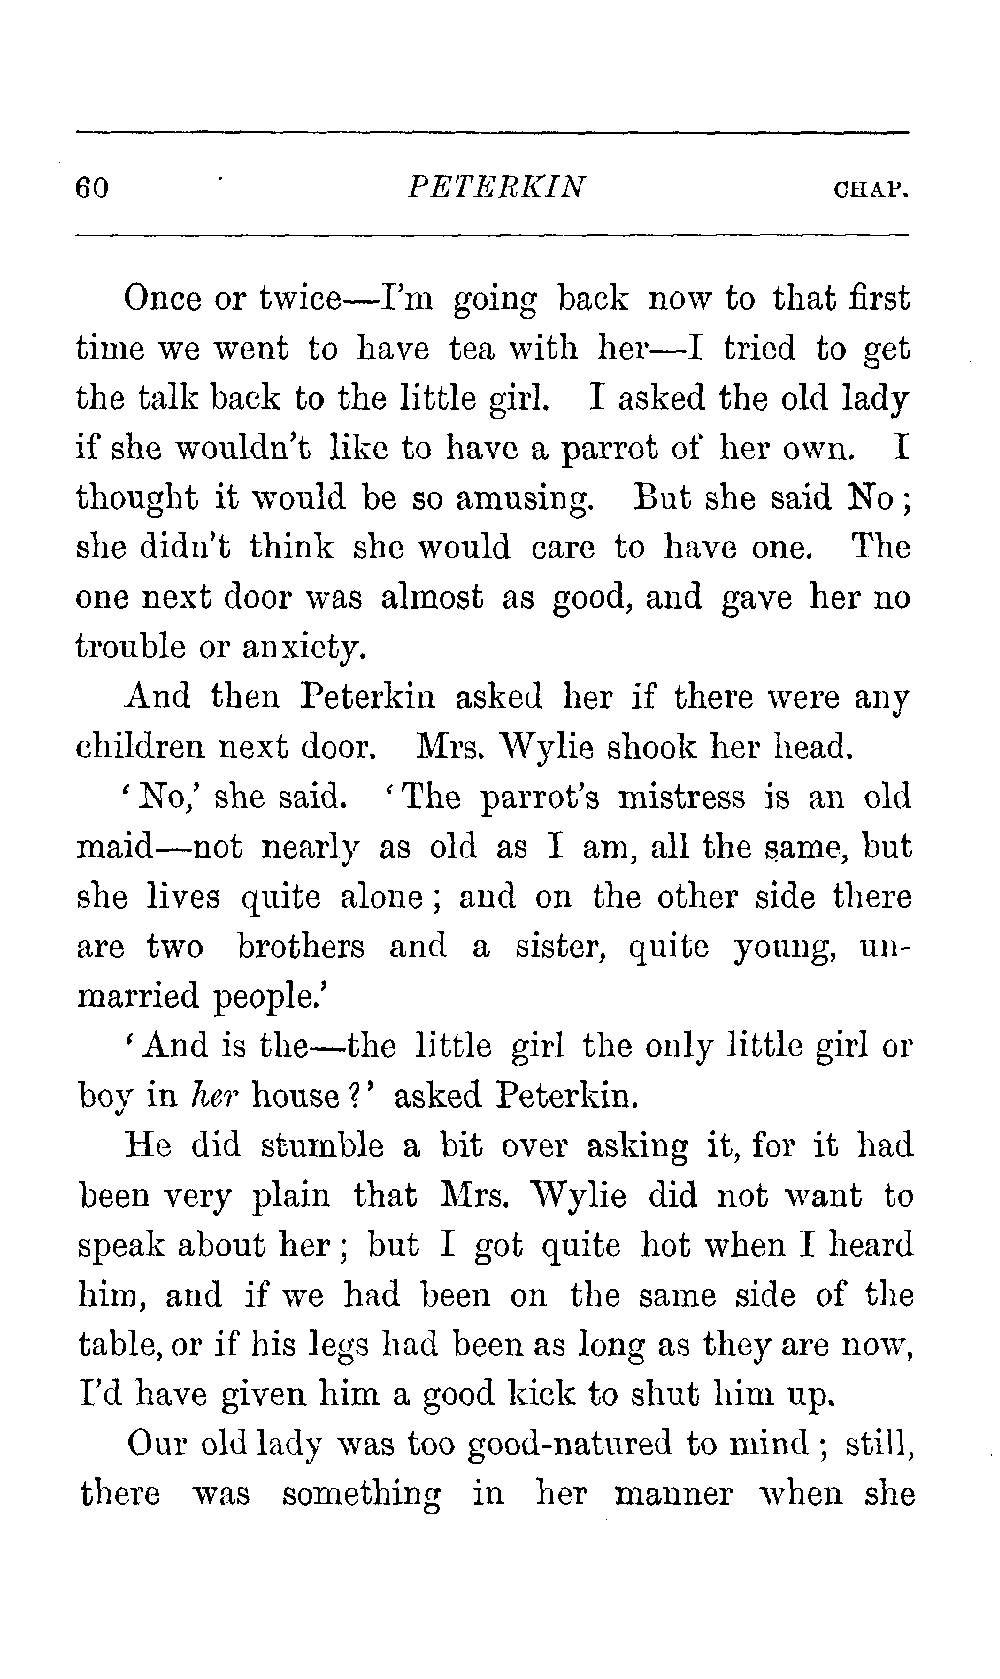 60 PETERKIN CHAP.
Once or twice—I'm going back now to that first
time we went to have tea with her—I tried to get
the talk back to the little girl. I asked the old lady
if she wouldn't like to have a parrot of her own. I
thought it would be so amusing. But she said No;
she didn't think she would care to have one. The
one next door was almost as good, and gave her no
trouble or anxiety.
And then Peterkin asked her if there were any
children next door. Mrs. Wylie shook her head.
'No,' she said. 'The parrot's mistress is an old
maid—not nearly as old as I am, all the same, but
she lives quite alone; and on the other side there
are two brothers and a sister, quite young, un-
married people.'
'And is the—the little girl the only little girl or
boy in her house?' asked Peterkin.
He did stumble a bit over asking it, for it had
been very plain that Mrs. Wylie did not want to
speak about her; but I got quite hot when I heard
him, and if we had been on the same side of the
table, or if his legs had been as long as they are now,
I'd have given him a good kick to shut him up.
Our old lady was too good-natured to mind; still,
there was something in her manner when she